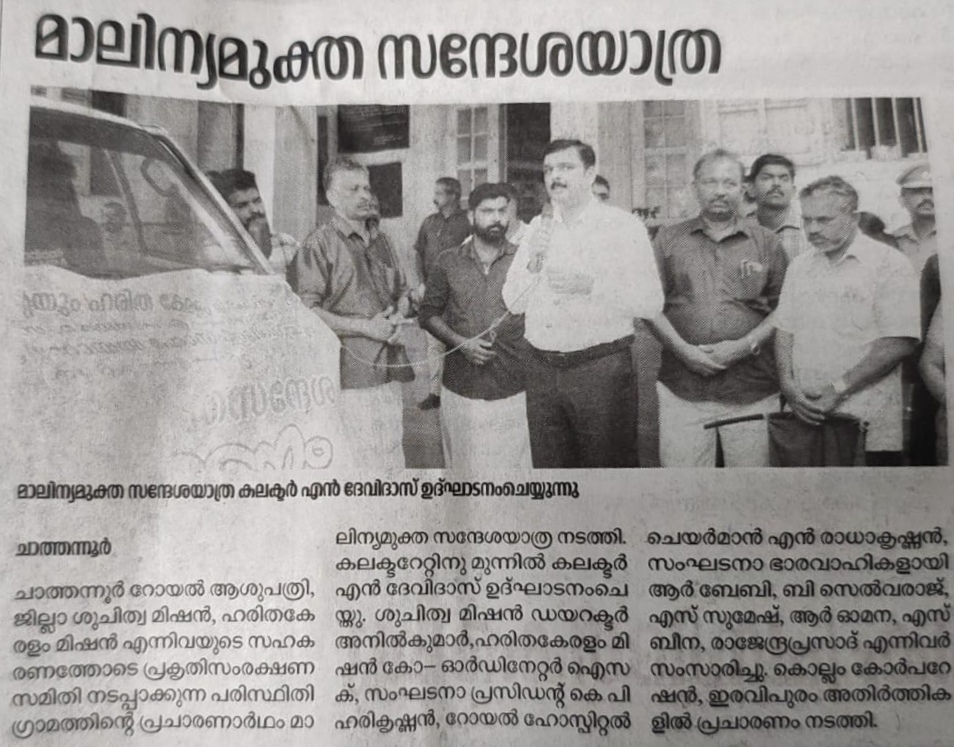 മാലിന്യമുക്ത സന്ദേശയാത്ര
മാലിന്യമുക്ത സന്ദേശയാത്ര കലക്ടർ എൻ ദേവിദാസ് ഉദ്ഘാടനംചെയ്യുന്നു
ചാത്തന്നൂർ
ചാത്തന്നൂർ റോയൽ ആശുപത്രി,
ജില്ലാ ശുചിത്വ മിഷൻ, ഹരിതകേ
രളം മിഷൻ എന്നിവയുടെ സഹക
രണത്തോടെ പ്രകൃതിസംരക്ഷണ
സമിതി നടപ്പാക്കുന്ന പരിസ്ഥിതി
ഗ്രാമത്തിന്റെ പ്രചാരണാർഥം മാ
ലിന്യമുക്ത സന്ദേശയാത്ര നടത്തി.
കലക്ടറേറ്റിനു മുന്നിൽ കലക്ടർ
എൻ ദേവിദാസ് ഉദ്ഘാടനംചെ
യ്തു. ശുചിത്വ മിഷൻ ഡയറക്ടർ
അനിൽകുമാർ,ഹരിതകേരളം മി
ഷൻ കോ– ഓർഡിനേറ്റർ ഐസ
ക്, സംഘടനാ പ്രസിഡന്റ് കെ പി
ഹരികൃഷ്ണൻ, റോയൽ ഹോസ്പിറ്റൽ
ചെയർമാൻ എൻ രാധാകൃഷ്ണൻ,
സംഘടനാ ഭാരവാഹികളായി
ആർ ബേബി, ബി സെൽവരാജ്,
എസ് സുമേഷ്, ആർ ഓമന, എസ്
ബീന, രാജേന്ദ്രപ്രസാദ് എന്നിവർ
സംസാരിച്ചു. കൊല്ലം കോർപറേ
ഷൻ, ഇരവിപുരം അതിർത്തിക
ളിൽ പ്രചാരണം നടത്തി.